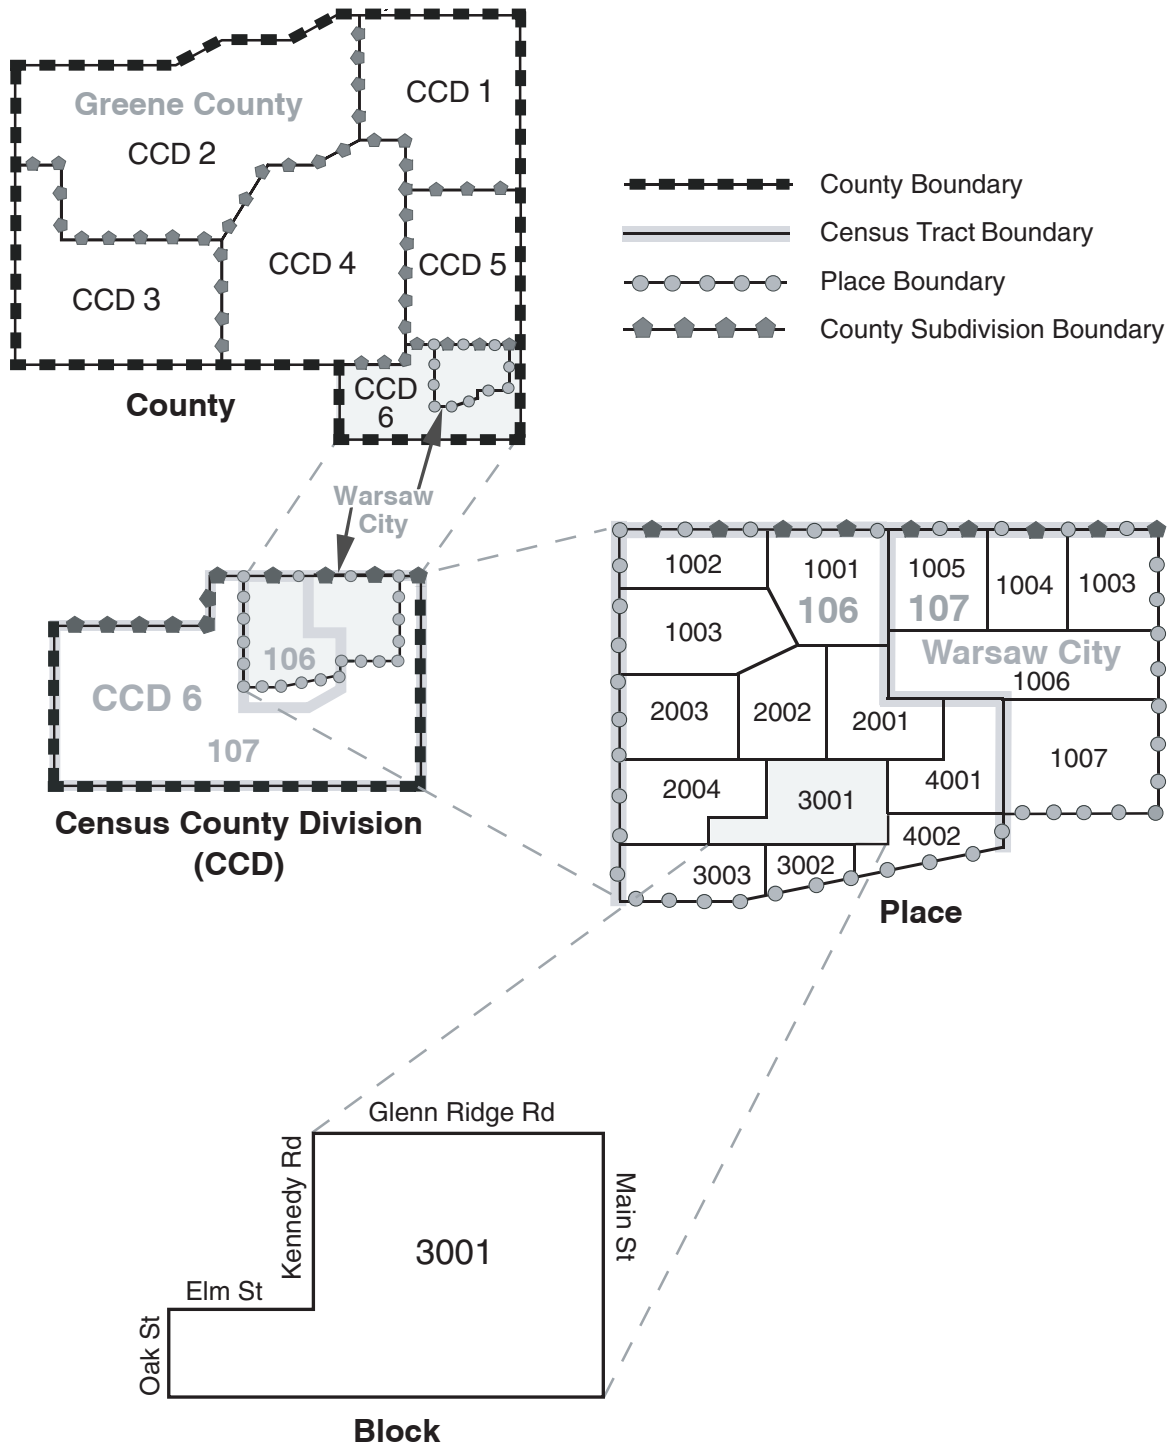 CCD 1
Greene County
CCD 2
CCD 4
CCD 5
CCD 3
CCD
6
County
County Boundary
Census Tract Boundary
Place Boundary
County Subdivision Boundary
Warsaw
City
106
CCD 6
107
Census County Division
(CCD)
1002
1001
1005
1004
1003
106
107
1003
Warsaw City
1006
2003
2002
2001
1007
2004
3001
4001
4002
3003
3002
Place
Glenn Ridge Rd
Kennedy Rd
Main St
3001
Elm St
Oak St
Block